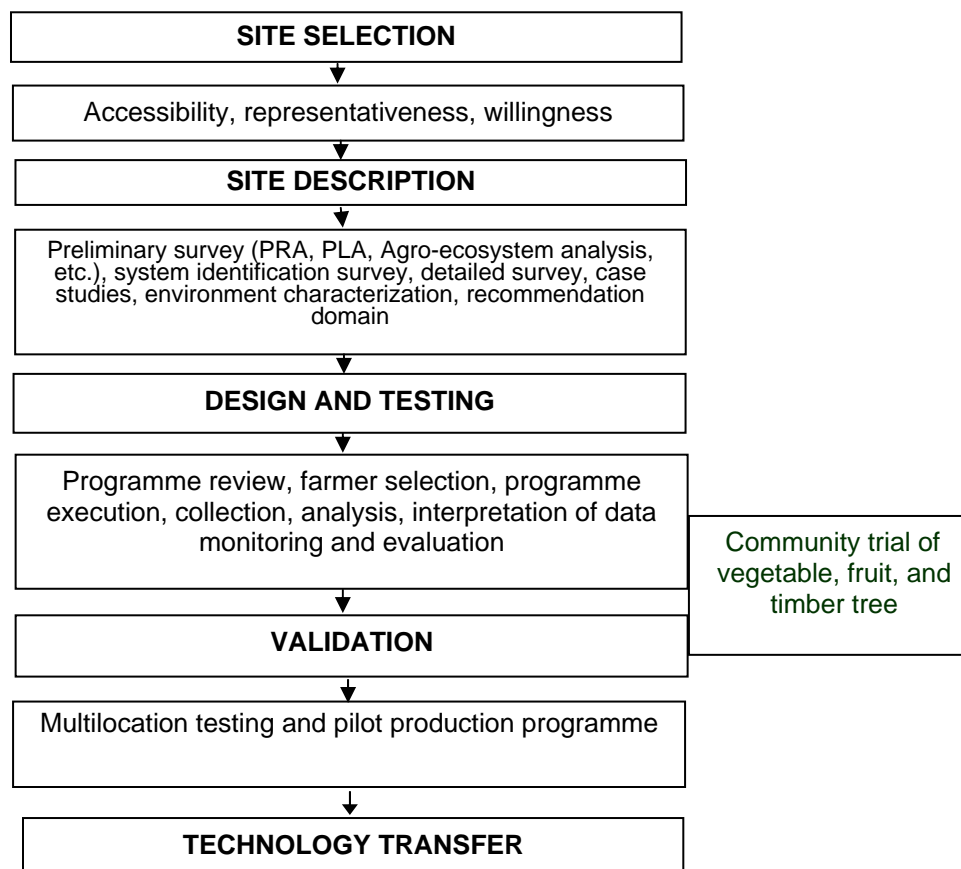 SITE SELECTION
Accessibility, representativeness, willingness
SITE DESCRIPTION
Preliminary survey (PRA, PLA, Agro-ecosystem analysis,
etc.), system identification survey, detailed survey, case
studies, environment characterization, recommendation
domain
DESIGN AND TESTING
Programme review, farmer selection, programme
execution, collection, analysis, interpretation of data
monitoring and evaluation
Community trial of
vegetable, fruit, and
timber tree
VALIDATION
Multilocation testing and pilot production programme
TECHNOLOGY TRANSFER